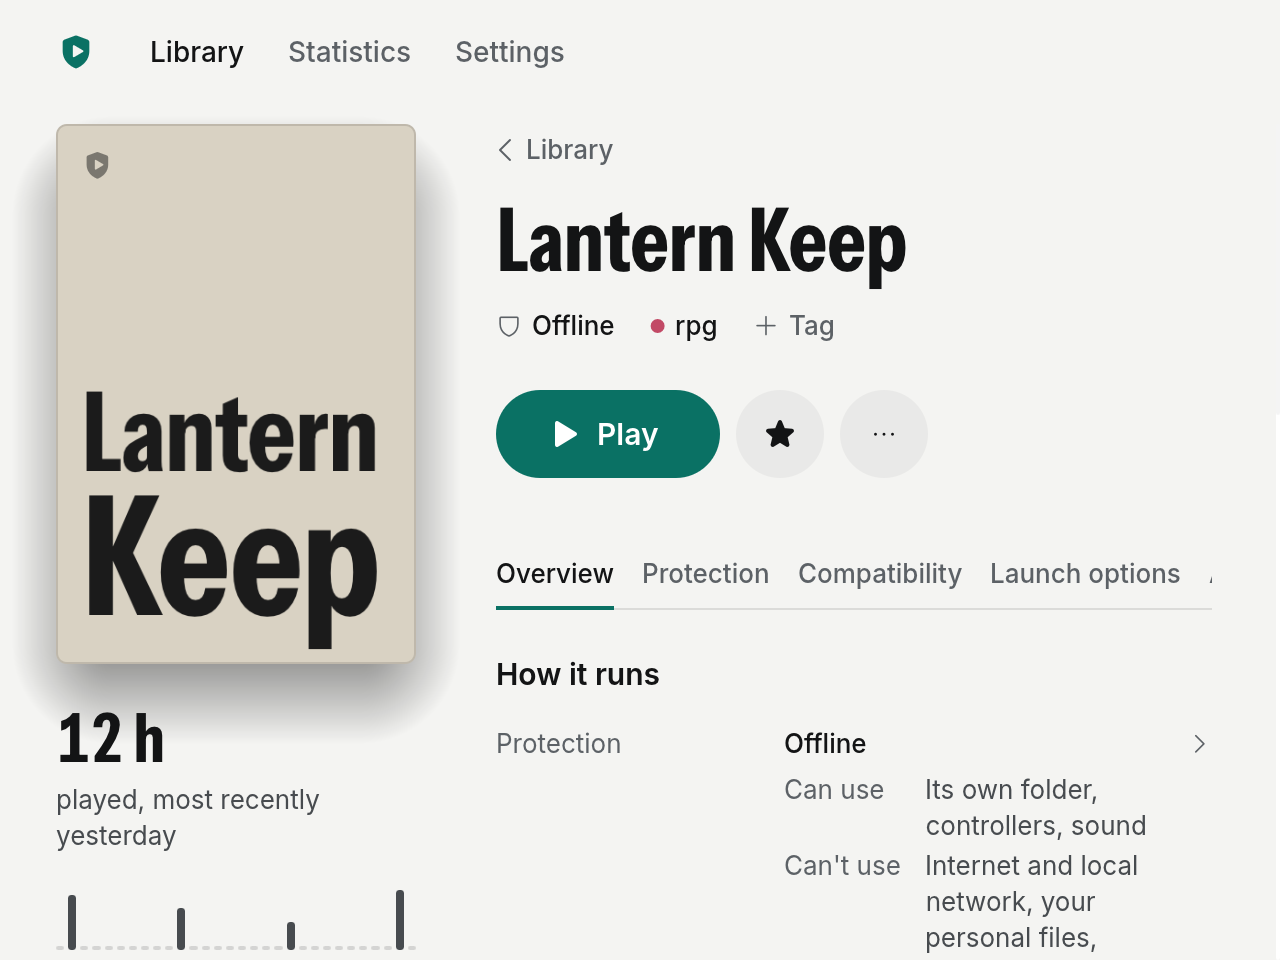 Library
Statistics
Settings
Lantern
Keep
12 h
played, most recently
yesterday
Library
Lantern Keep
Offline
rpg
Tag
Play
Overview
Protection
Compatibility
Launch options
How it runs
Protection
Offline
Can use
Its own folder,
controllers, sound
Can't use
Internet and local
network, your
personal files,